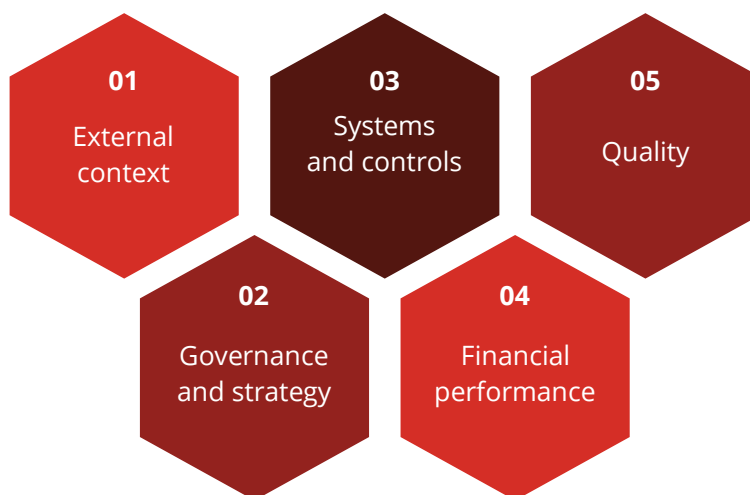 01
External
context
02
Governance
and strategy
03
Systems
and controls
04
Financial
performance
05
Quality